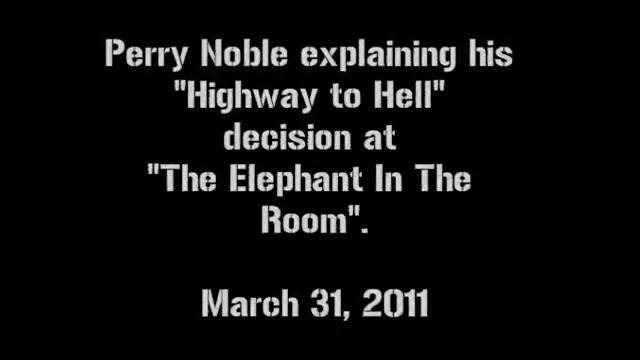 Perry Noble explaining his
"Highway to Hell"
decision at
"The Elephant In The
Room".
March 31, 2011